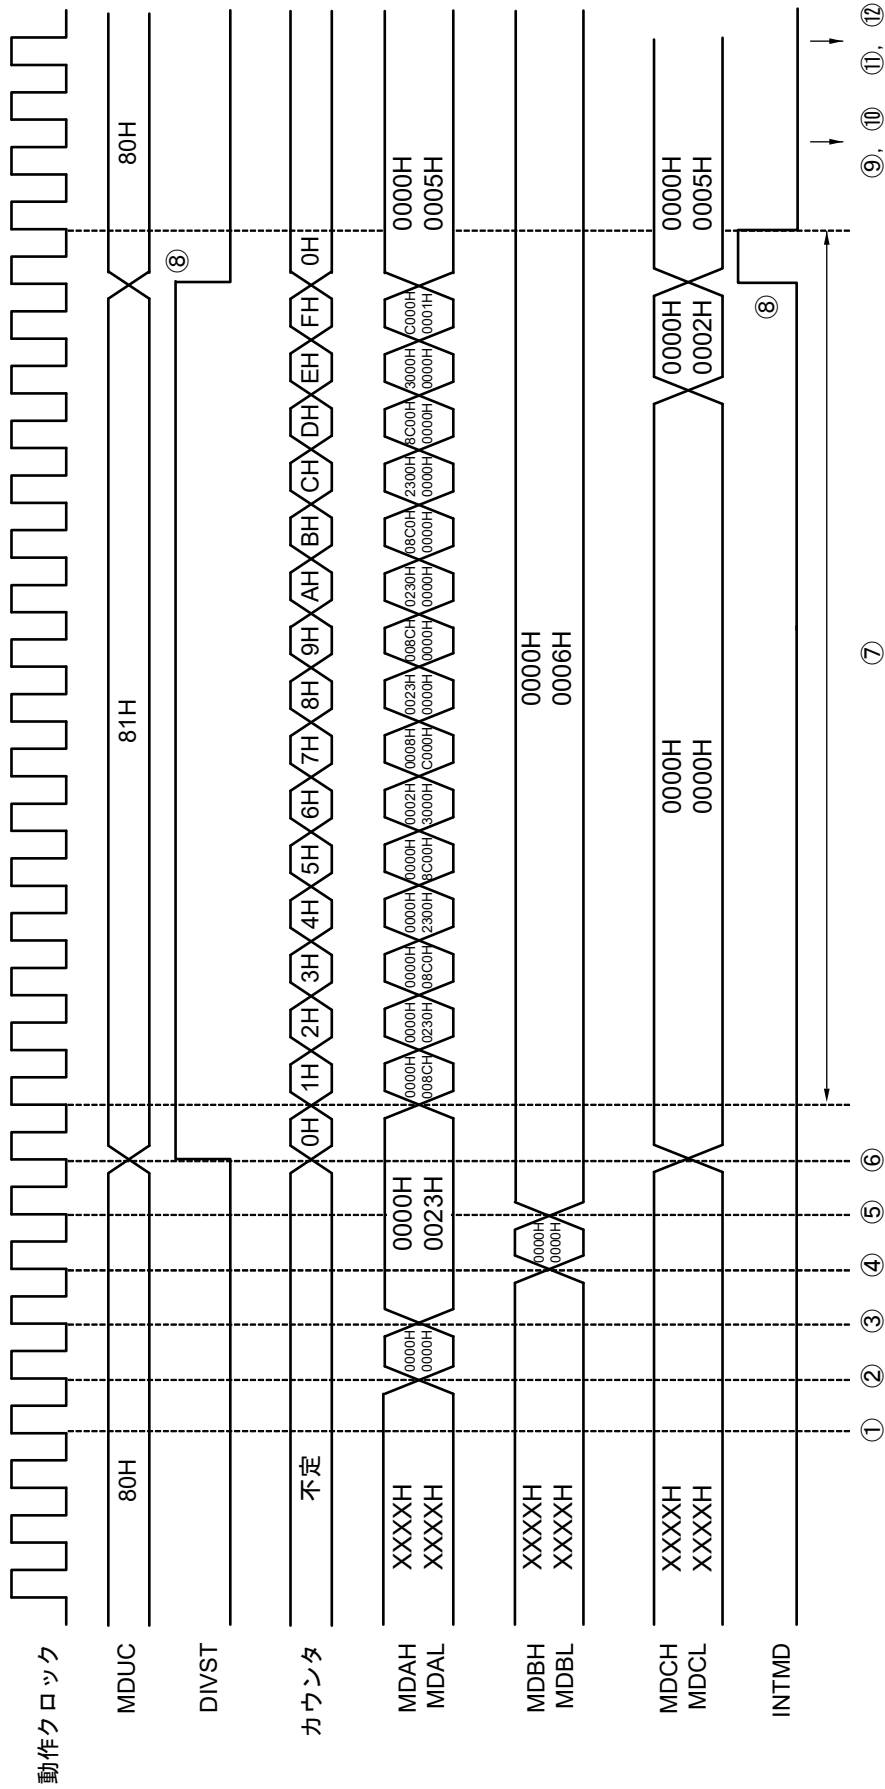 動作クロック
MDUC 80H 81H 80H
DIVST ⑧
カウンタ 不定 0H 1H 2H 3H 4H 5H 6H 7H 8H 9H AH BH CH DH EH FH 0H
MDAH XXXXH 0000H 0000H 0000H 0000H 0000H 0000H 0000H 0002H 0008H 0023H 008CH 0230H 08C0H 2300H 8C00H 3000H C000H 0000H
MDAL XXXXH 0000H 0023H 008CH 0230H 08C0H 2300H 8C00H 3000H C000H 0000H 0000H 0000H 0000H 0000H 0000H 0000H 0001H 0005H
MDBH XXXXH 0000H 0000H
MDBL XXXXH 0000H 0006H
MDCH XXXXH 0000H 0000H 0000H
MDCL XXXXH 0000H 0002H 0005H
INTMD ⑧
① ② ③ ④ ⑤ ⑥ ⑦ ⑨, ⑩ ⑪, ⑫